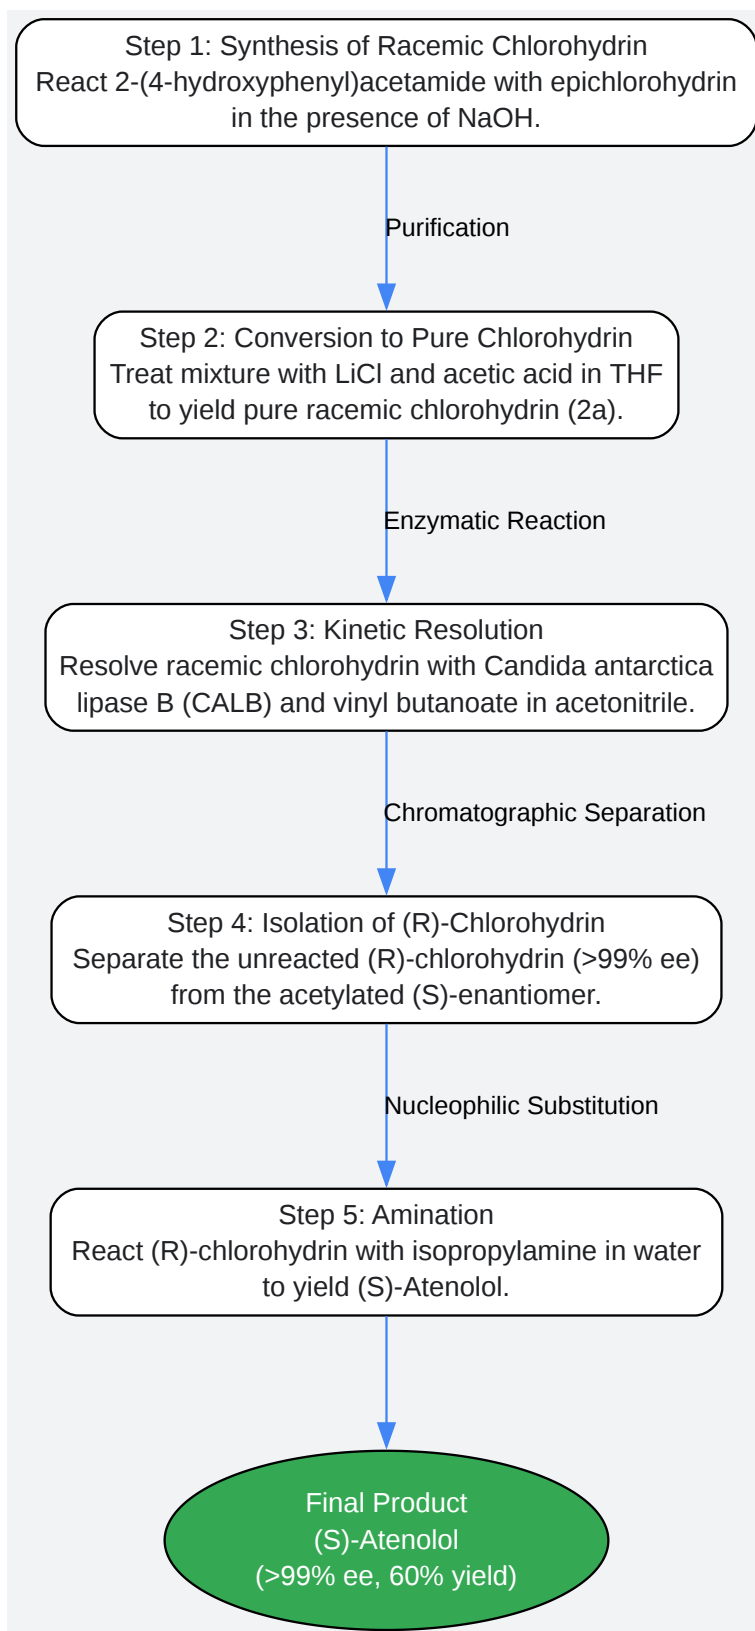 Step 1: Synthesis of Racemic Chlorohydrin
React 2-(4-hydroxyphenyl)acetamide with epichlorohydrin
in the presence of NaOH.
Purification
Step 2: Conversion to Pure Chlorohydrin
Treat mixture with LiCl and acetic acid in THF
to yield pure racemic chlorohydrin (2a).
Enzymatic Reaction
Step 3: Kinetic Resolution
Resolve racemic chlorohydrin with Candida antarctica
lipase B (CALB) and vinyl butanoate in acetonitrile.
Chromatographic Separation
Step 4: Isolation of (R)-Chlorohydrin
Separate the unreacted (R)-chlorohydrin (>99% ee)
from the acetylated (S)-enantiomer.
Nucleophilic Substitution
Step 5: Amination
React (R)-chlorohydrin with isopropylamine in water
to yield (S)-Atenolol.
Final Product
(S)-Atenolol
(>99% ee, 60% yield)